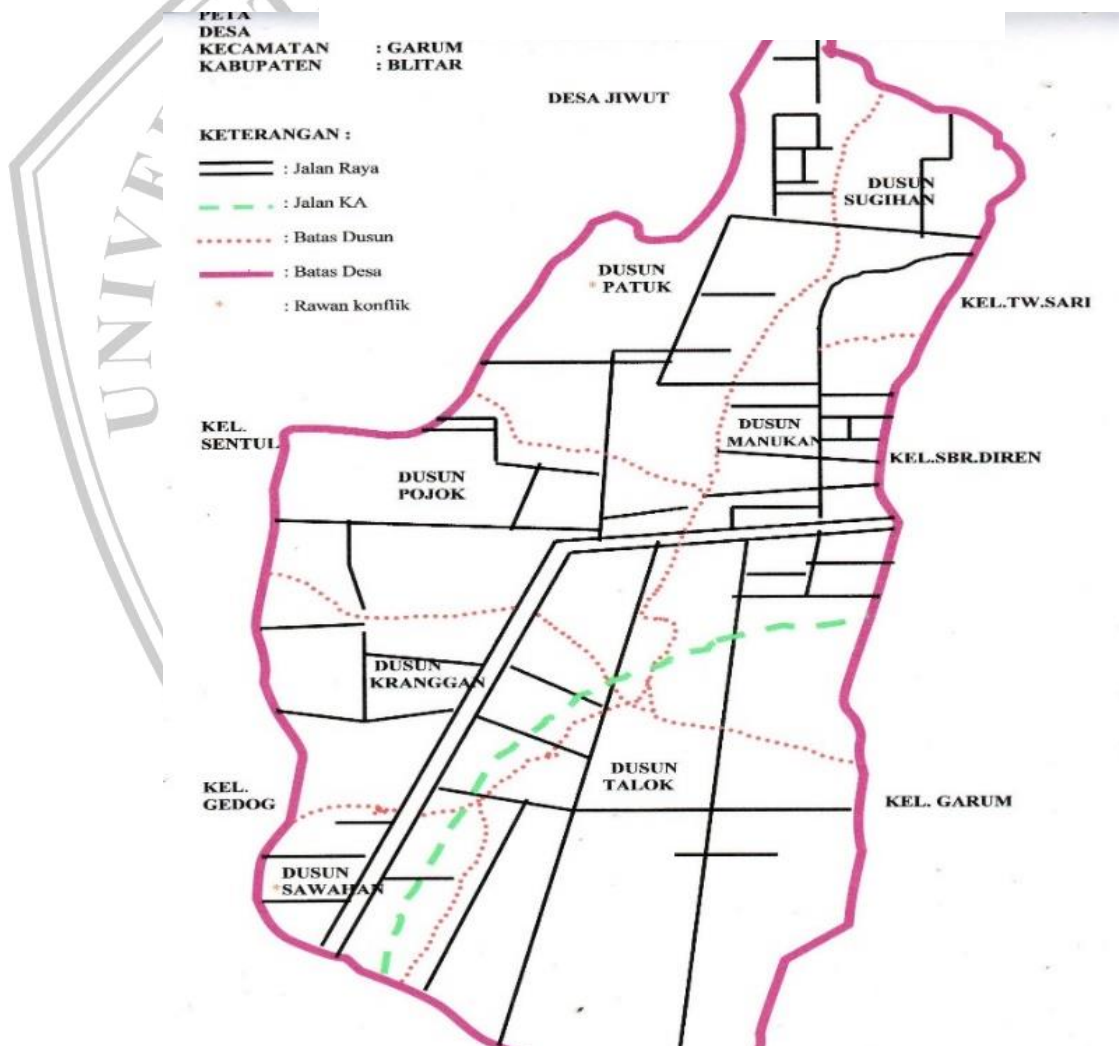 PETA
DESA
KECAMATAN : GARUM
KABUPATEN : BLITAR
DESA JIWUT
KETERANGAN :
: Jalan Raya
: Jalan KA
: Batas Dusun
: Batas Desa
: Rawan konflik
DUSUN
SUGIHAN
DUSUN
PATUK
KEL.TW.SARI
KEL.
SENTUL
DUSUN
MANUKAN
KEL.SBR.DIREN
DUSUN
POJOK
DUSUN
KRANGGAN
DUSUN
TALOK
KEL.
GEDOG
KEL. GARUM
DUSUN
SAWAHAN